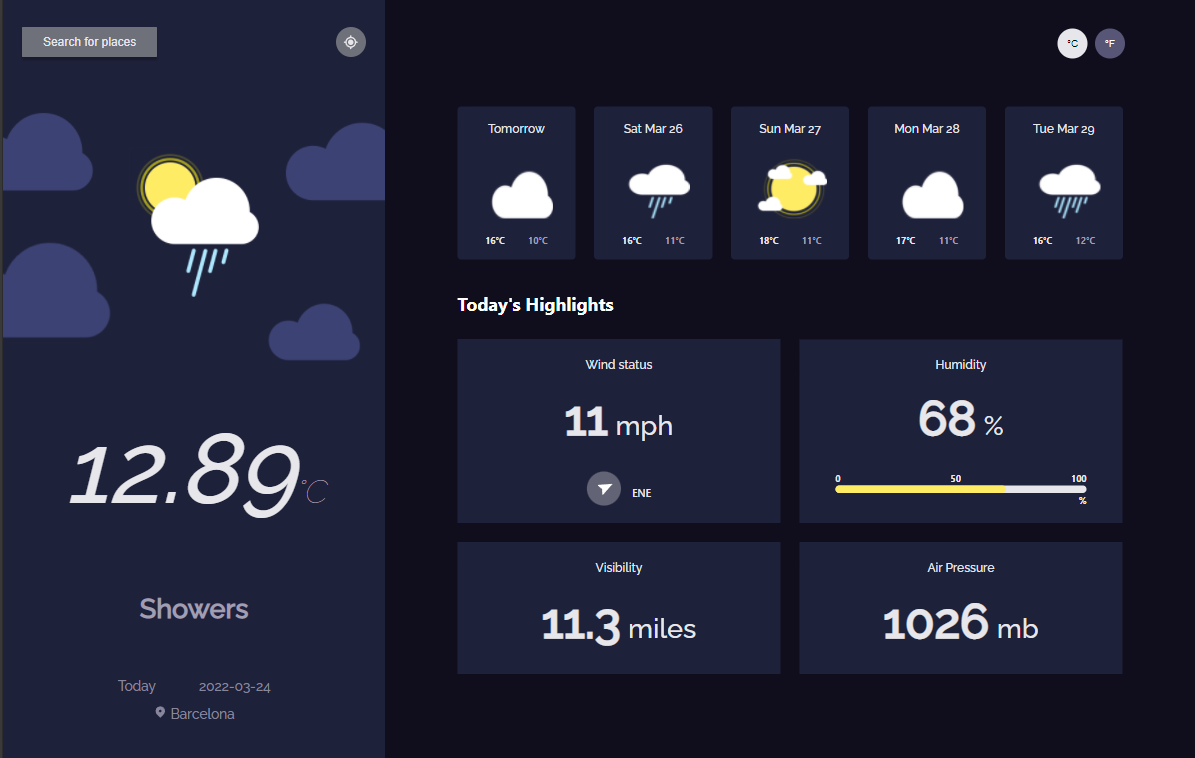 Search for places
12.89°C
Showers
Today 2022-03-24
Barcelona
°C °F
Tomorrow
16°C 10°C
Sat Mar 26
16°C 11°C
Sun Mar 27
18°C 11°C
Mon Mar 28
17°C 11°C
Tue Mar 29
16°C 12°C
Today's Highlights
Wind status
11 mph
ENE
Humidity
68 %
0 50 100
%
Visibility
11.3 miles
Air Pressure
1026 mb